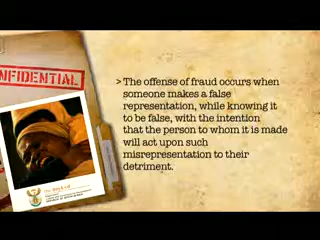 NFIDENTIAL
> The offense of fraud occurs when
someone makes a false
representation, while knowing it
to be false, with the intention
that the person to whom it is made
will act upon such
misrepresentation to their
detriment.